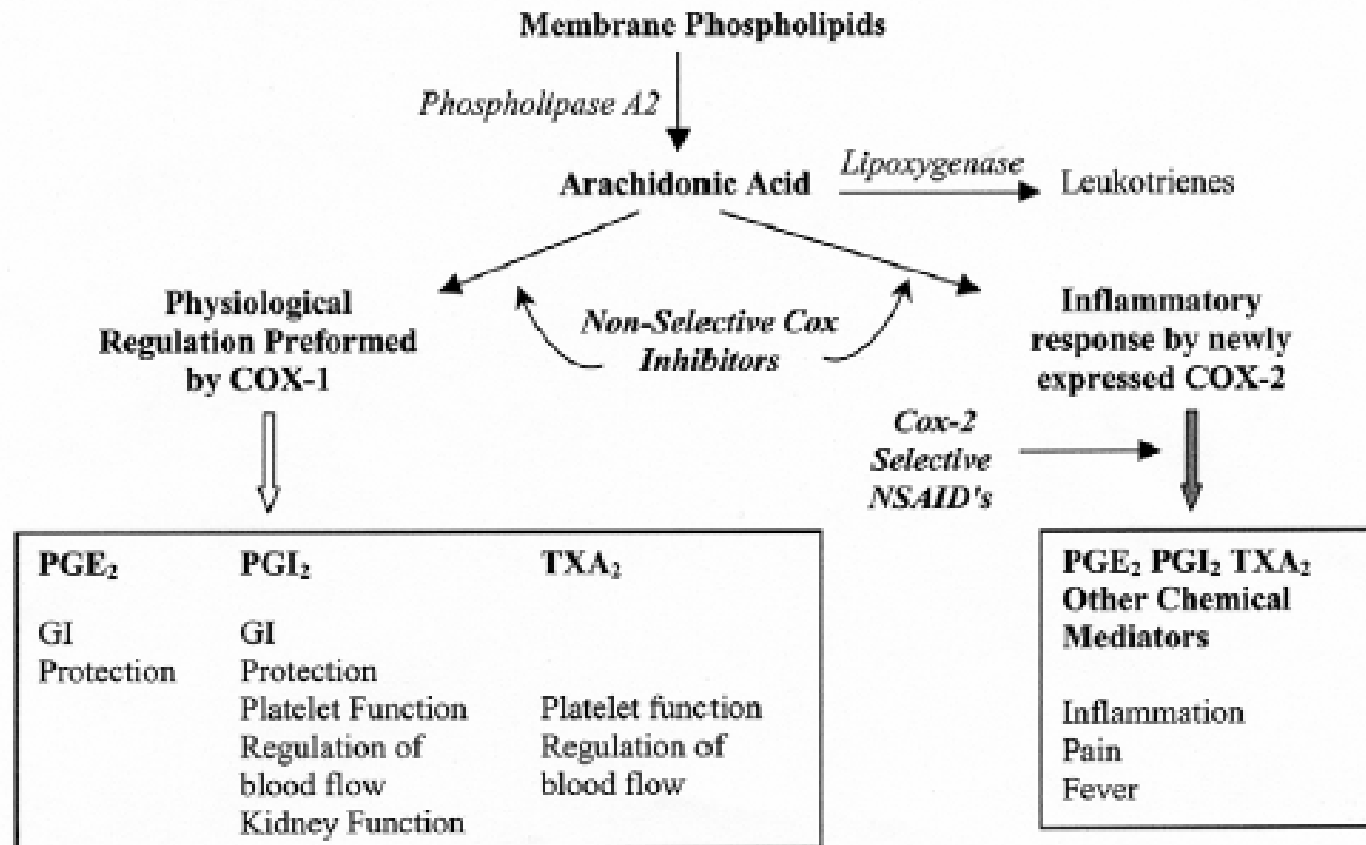 Membrane Phospholipids
Phospholipase A2
Arachidonic Acid
Lipoxygenase
Leukotrienes
Physiological
Regulation Preformed
by COX-1
Non-Selective Cox
Inhibitors
Inflammatory
response by newly
expressed COX-2
Cox-2
Selective
NSAID's
PGE₂ PGI₂ TXA₂
GI GI
Protection Protection
Platelet Function Platelet function
Regulation of Regulation of
blood flow blood flow
Kidney Function
PGE₂ PGI₂ TXA₂
Other Chemical
Mediators
Inflammation
Pain
Fever